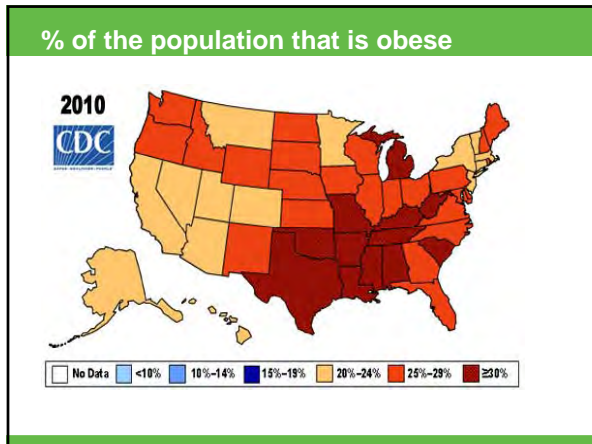 % of the population that is obese
2010
CDC
No Data <10% 10%–14% 15%–19% 20%–24% 25%–29% ≥30%